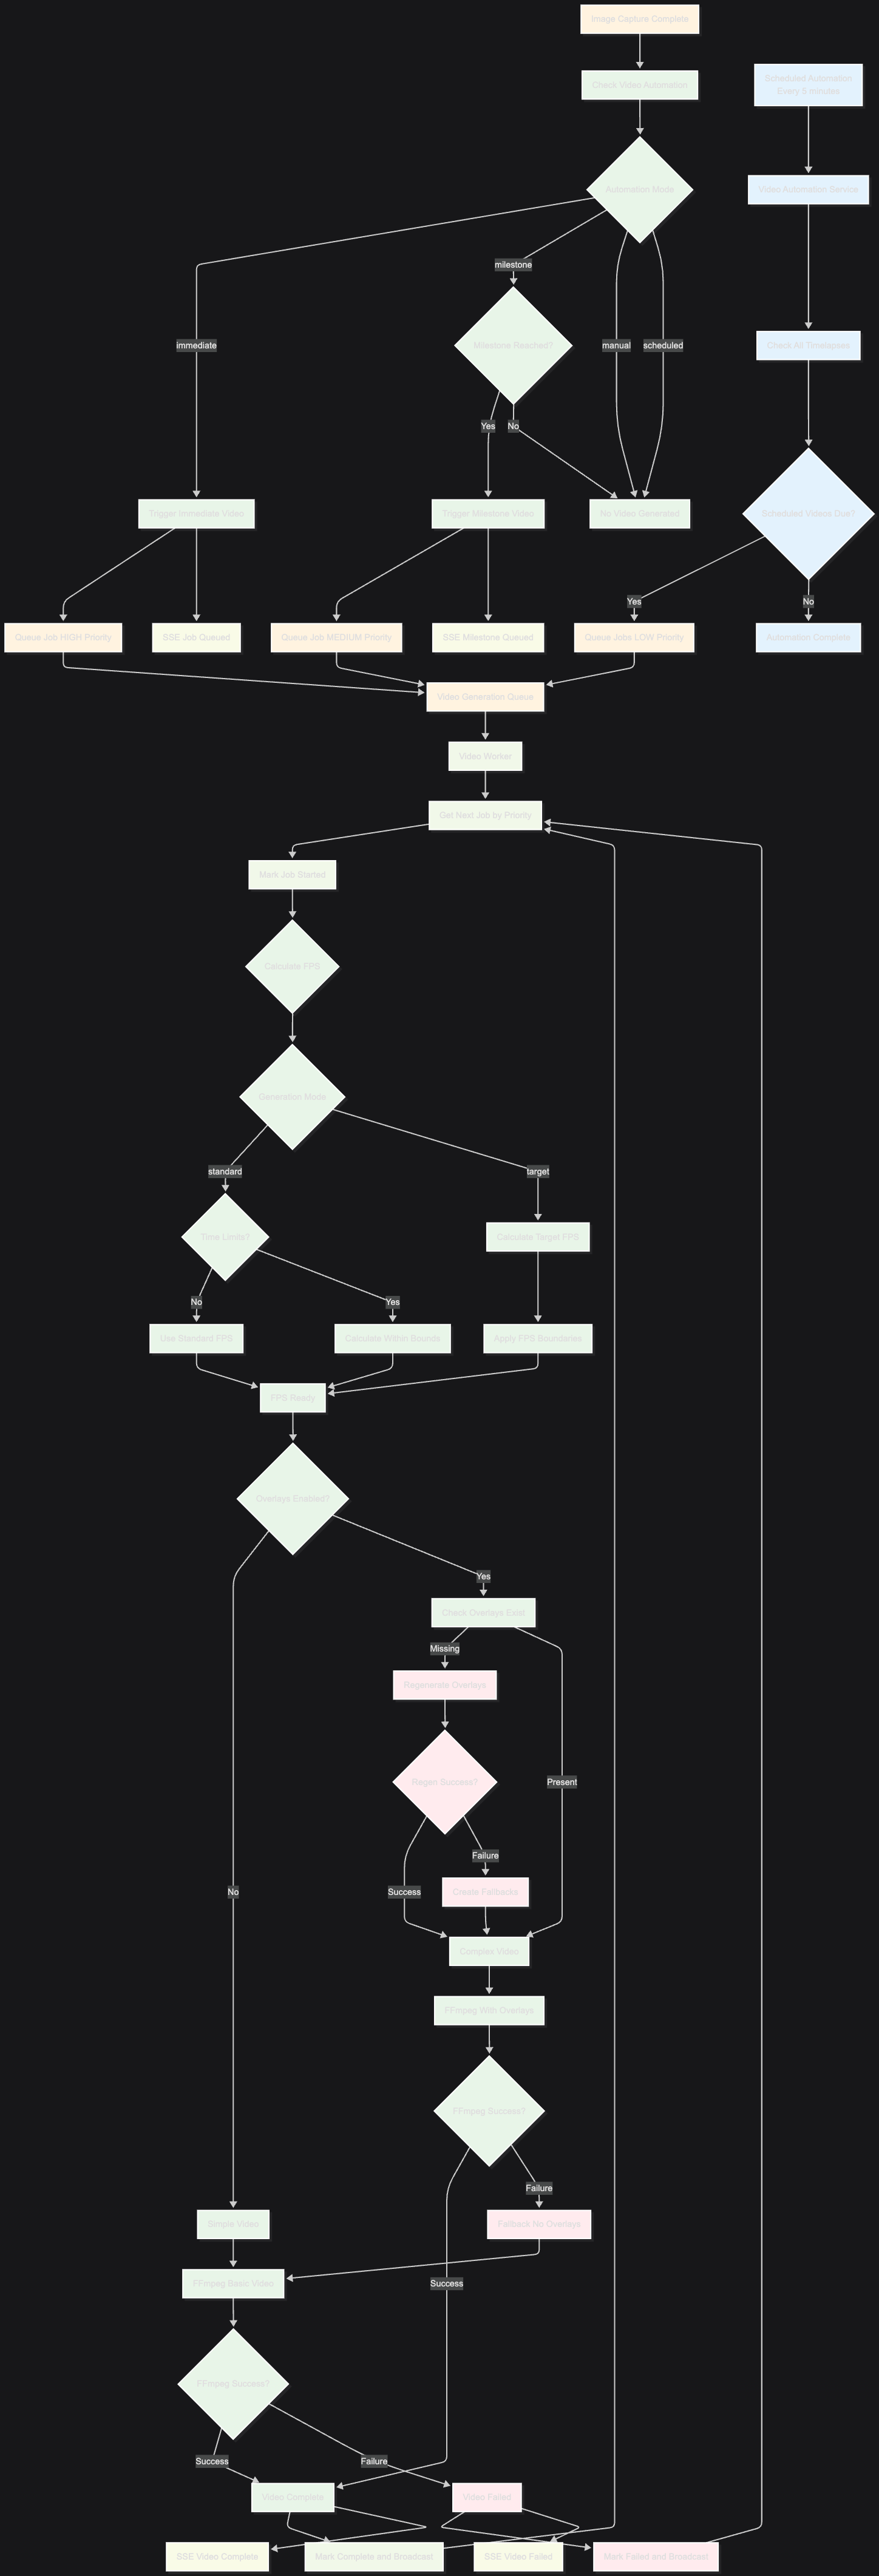 Image Capture Complete
Check Video Automation
Scheduled Automation
Every 5 minutes
Automation Mode
Video Automation Service
milestone
immediate
Milestone Reached?
manual
scheduled
Check All Timelapses
Yes
No
Trigger Immediate Video
Trigger Milestone Video
No Video Generated
Scheduled Videos Due?
Yes
No
Queue Job HIGH Priority
SSE Job Queued
Queue Job MEDIUM Priority
SSE Milestone Queued
Queue Jobs LOW Priority
Automation Complete
Video Generation Queue
Video Worker
Get Next Job by Priority
Mark Job Started
Calculate FPS
Generation Mode
standard
target
Time Limits?
Calculate Target FPS
No
Yes
Use Standard FPS
Calculate Within Bounds
Apply FPS Boundaries
FPS Ready
Overlays Enabled?
Yes
Check Overlays Exist
Missing
Regenerate Overlays
Regen Success?
Present
Failure
No
Success
Create Fallbacks
Complex Video
FFmpeg With Overlays
FFmpeg Success?
Failure
Simple Video
Fallback No Overlays
FFmpeg Basic Video
Success
FFmpeg Success?
Success
Failure
Video Complete
Video Failed
SSE Video Complete
Mark Complete and Broadcast
SSE Video Failed
Mark Failed and Broadcast